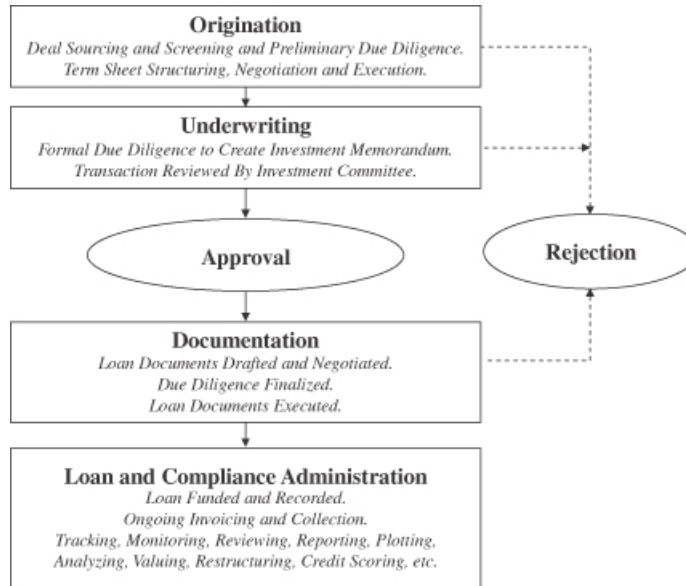 Origination
Deal Sourcing and Screening and Preliminary Due Diligence.
Term Sheet Structuring, Negotiation and Execution.
Underwriting
Formal Due Diligence to Create Investment Memorandum.
Transaction Reviewed By Investment Committee.
Approval
Rejection
Documentation
Loan Documents Drafted and Negotiated.
Due Diligence Finalized.
Loan Documents Executed.
Loan and Compliance Administration
Loan Funded and Recorded.
Ongoing Invoicing and Collection.
Tracking, Monitoring, Reviewing, Reporting, Plotting,
Analyzing, Valuing, Restructuring, Credit Scoring, etc.